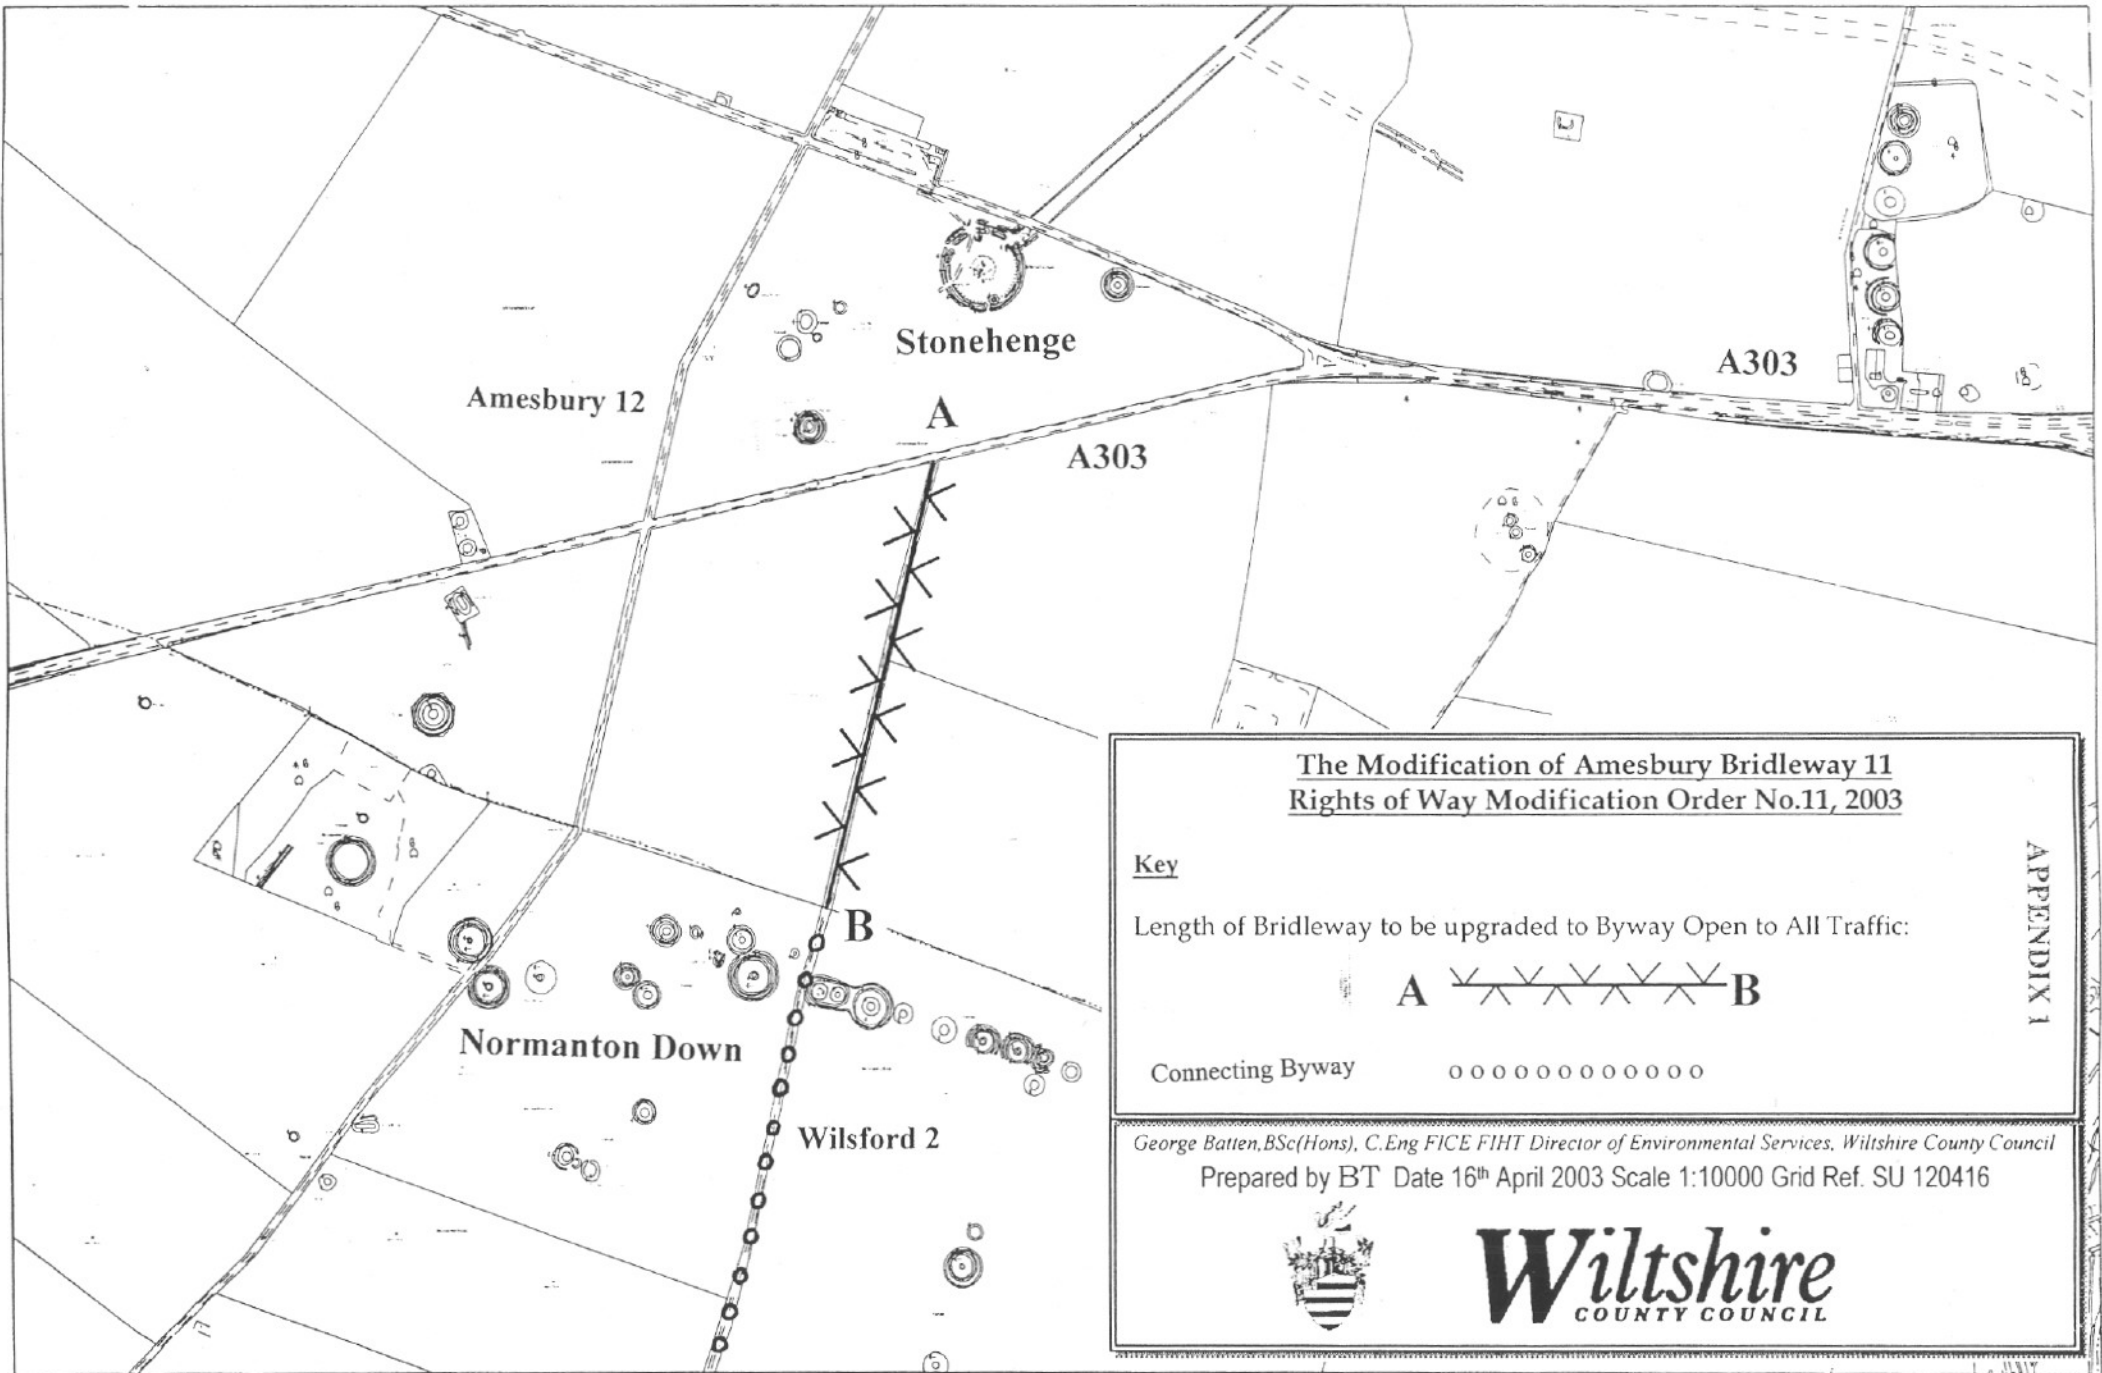 Stonehenge
A303
Amesbury 12
A
A303
B
Normanton Down
Wilsford 2
The Modification of Amesbury Bridleway 11
Rights of Way Modification Order No.11, 2003
Key
Length of Bridleway to be upgraded to Byway Open to All Traffic:
A B
Connecting Byway o o o o o o o o o o o o
APPENDIX 1
George Batten,BSc(Hons), C.Eng FICE FIHT Director of Environmental Services, Wiltshire County Council
Prepared by BT Date 16th April 2003 Scale 1:10000 Grid Ref. SU 120416
Wiltshire
COUNTY COUNCIL